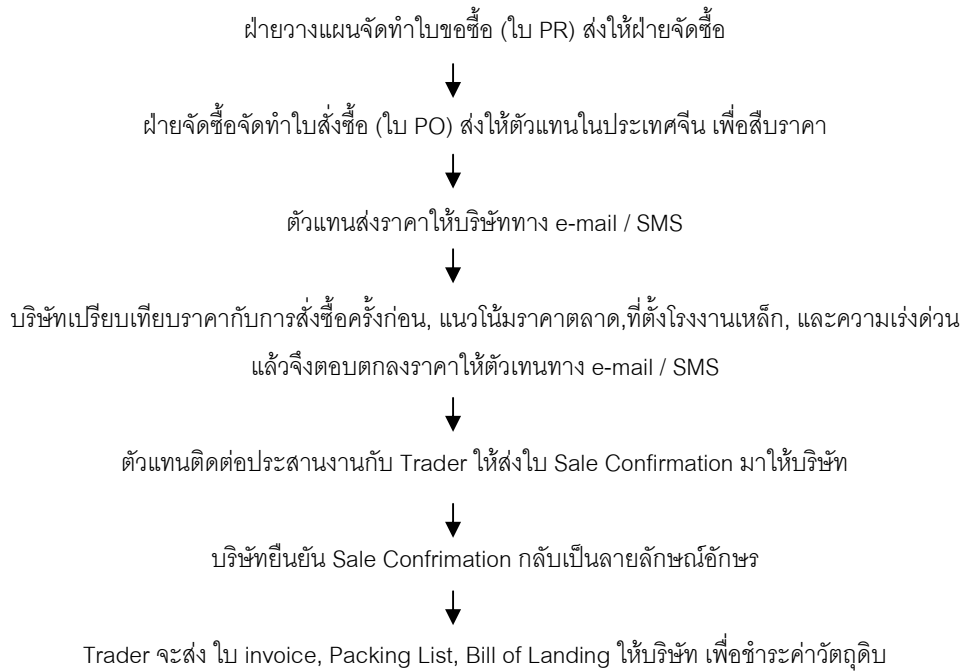 ฝ่ายวางแผนจัดทำใบขอซื้อ (ใบ PR) ส่งให้ฝ่ายจัดซื้อ
ฝ่ายจัดซื้อจัดทำใบสั่งซื้อ (ใบ PO) ส่งให้ตัวแทนในประเทศจีน เพื่อสืบราคา
ตัวแทนส่งราคาให้บริษัททาง e-mail / SMS
บริษัทเปรียบเทียบราคากับการสั่งซื้อครั้งก่อน, แนวโน้มราคาตลาด,ที่ตั้งโรงงานเหล็ก, และความเร่งด่วน
แล้วจึงตอบตกลงราคาให้ตัวเทนทาง e-mail / SMS
ตัวแทนติดต่อประสานงานกับ Trader ให้ส่งใบ Sale Confirmation มาให้บริษัท
บริษัทยืนยัน Sale Confrimation กลับเป็นลายลักษณ์อักษร
Trader จะส่ง ใบ invoice, Packing List, Bill of Landing ให้บริษัท เพื่อชำระค่าวัตถุดิบ